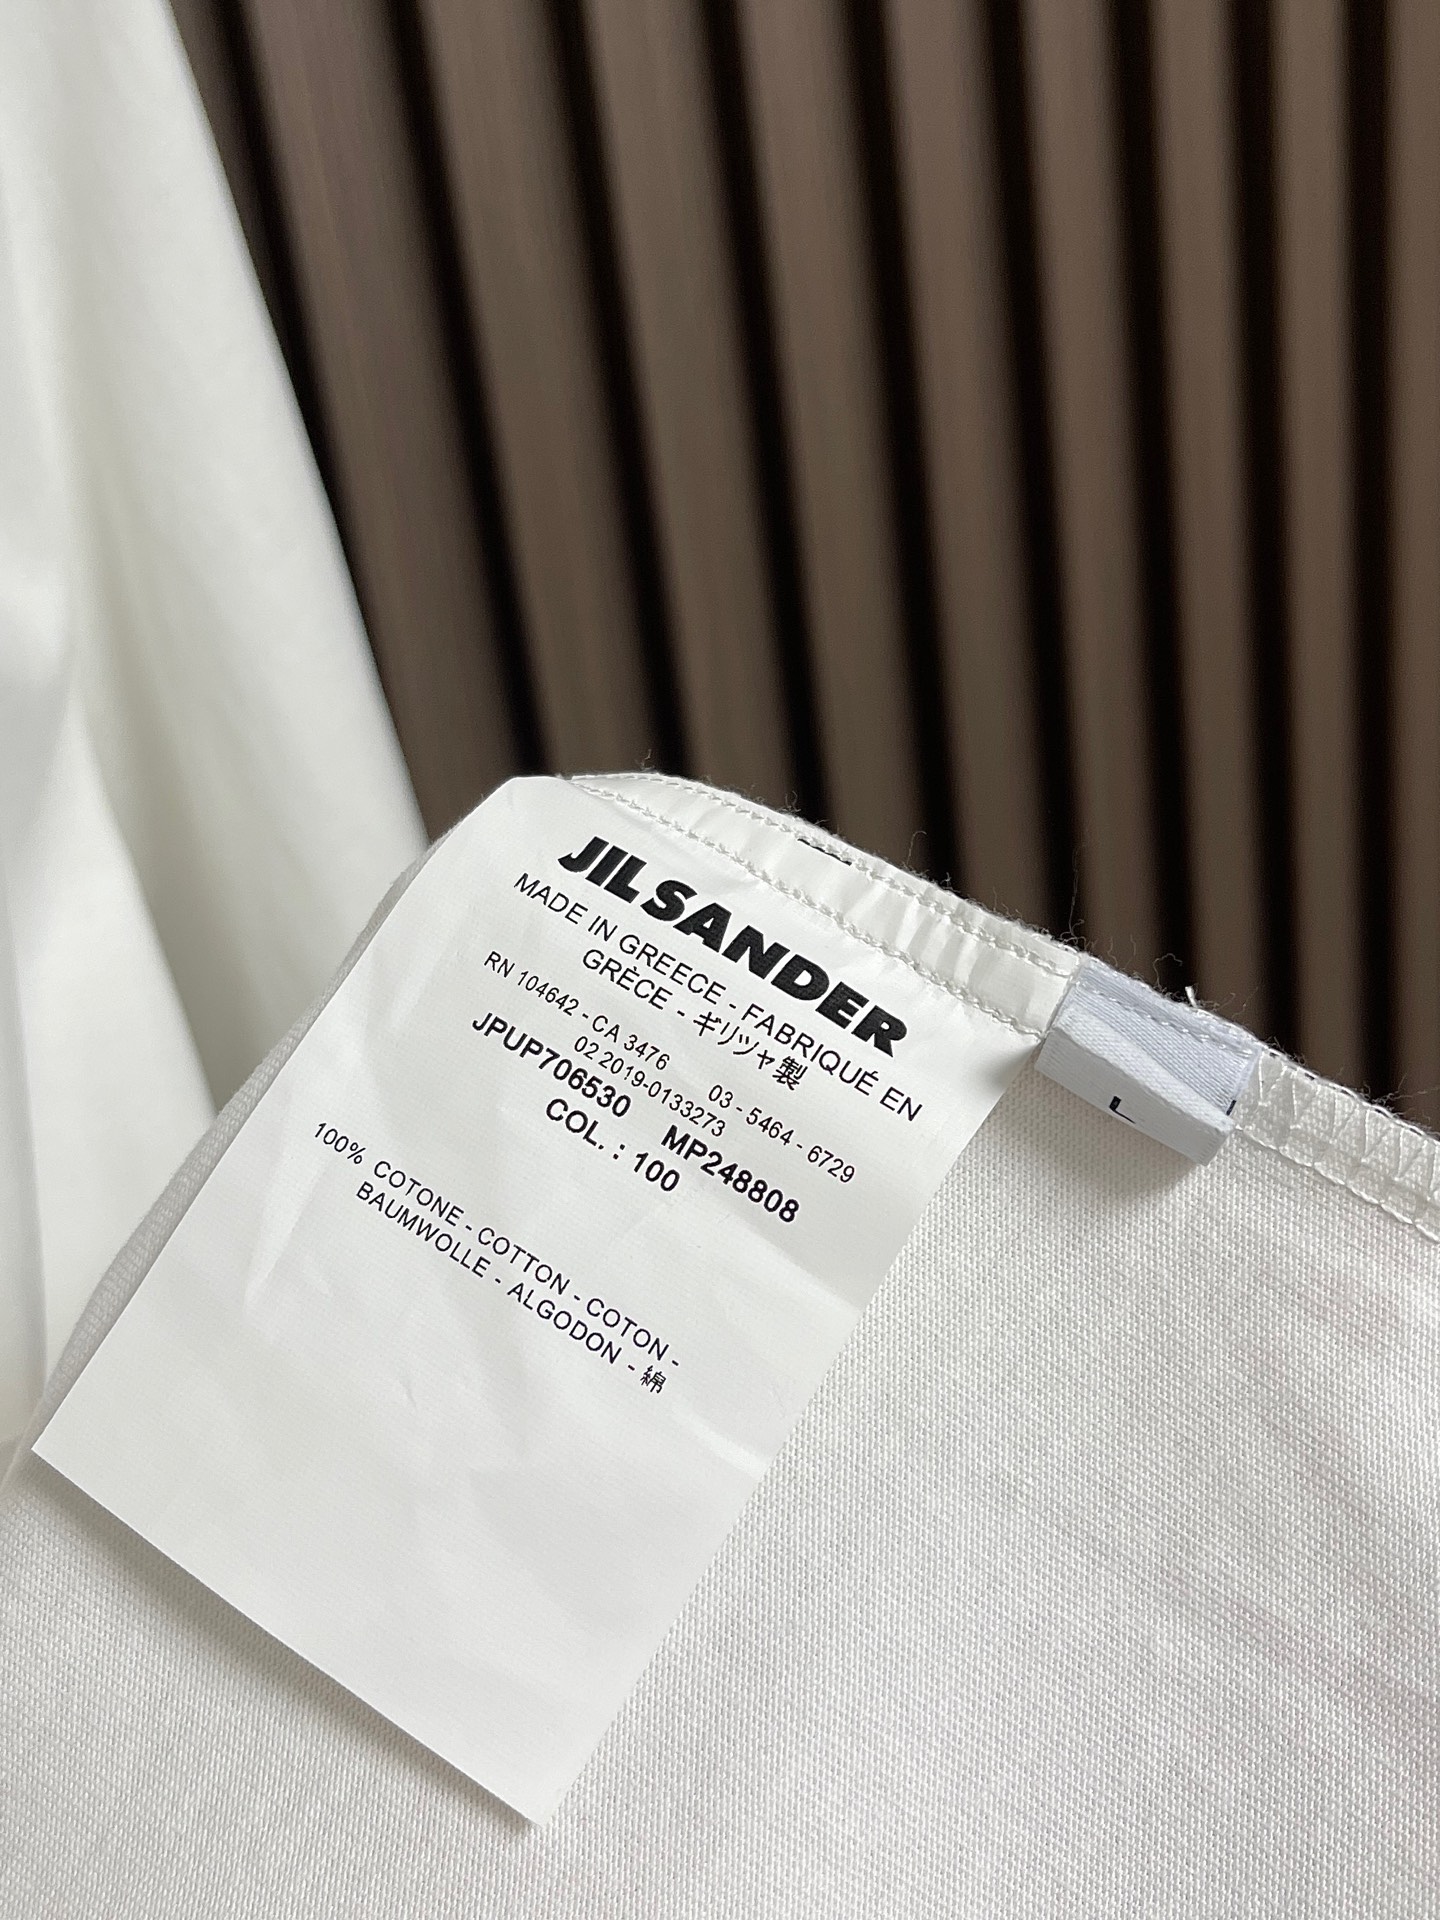 JIL SANDER
MADE IN GREECE - FABRIQUÉ EN
GRÈCE - ギリシャ製
RN 104642 - CA 3476 03 - 5464 - 6729
02 2019-0133273
JPUP706530 MP248808
COL. : 100
100% COTONE - COTTON - COTON -
BAUMWOLLE - ALGODON - 綿
L